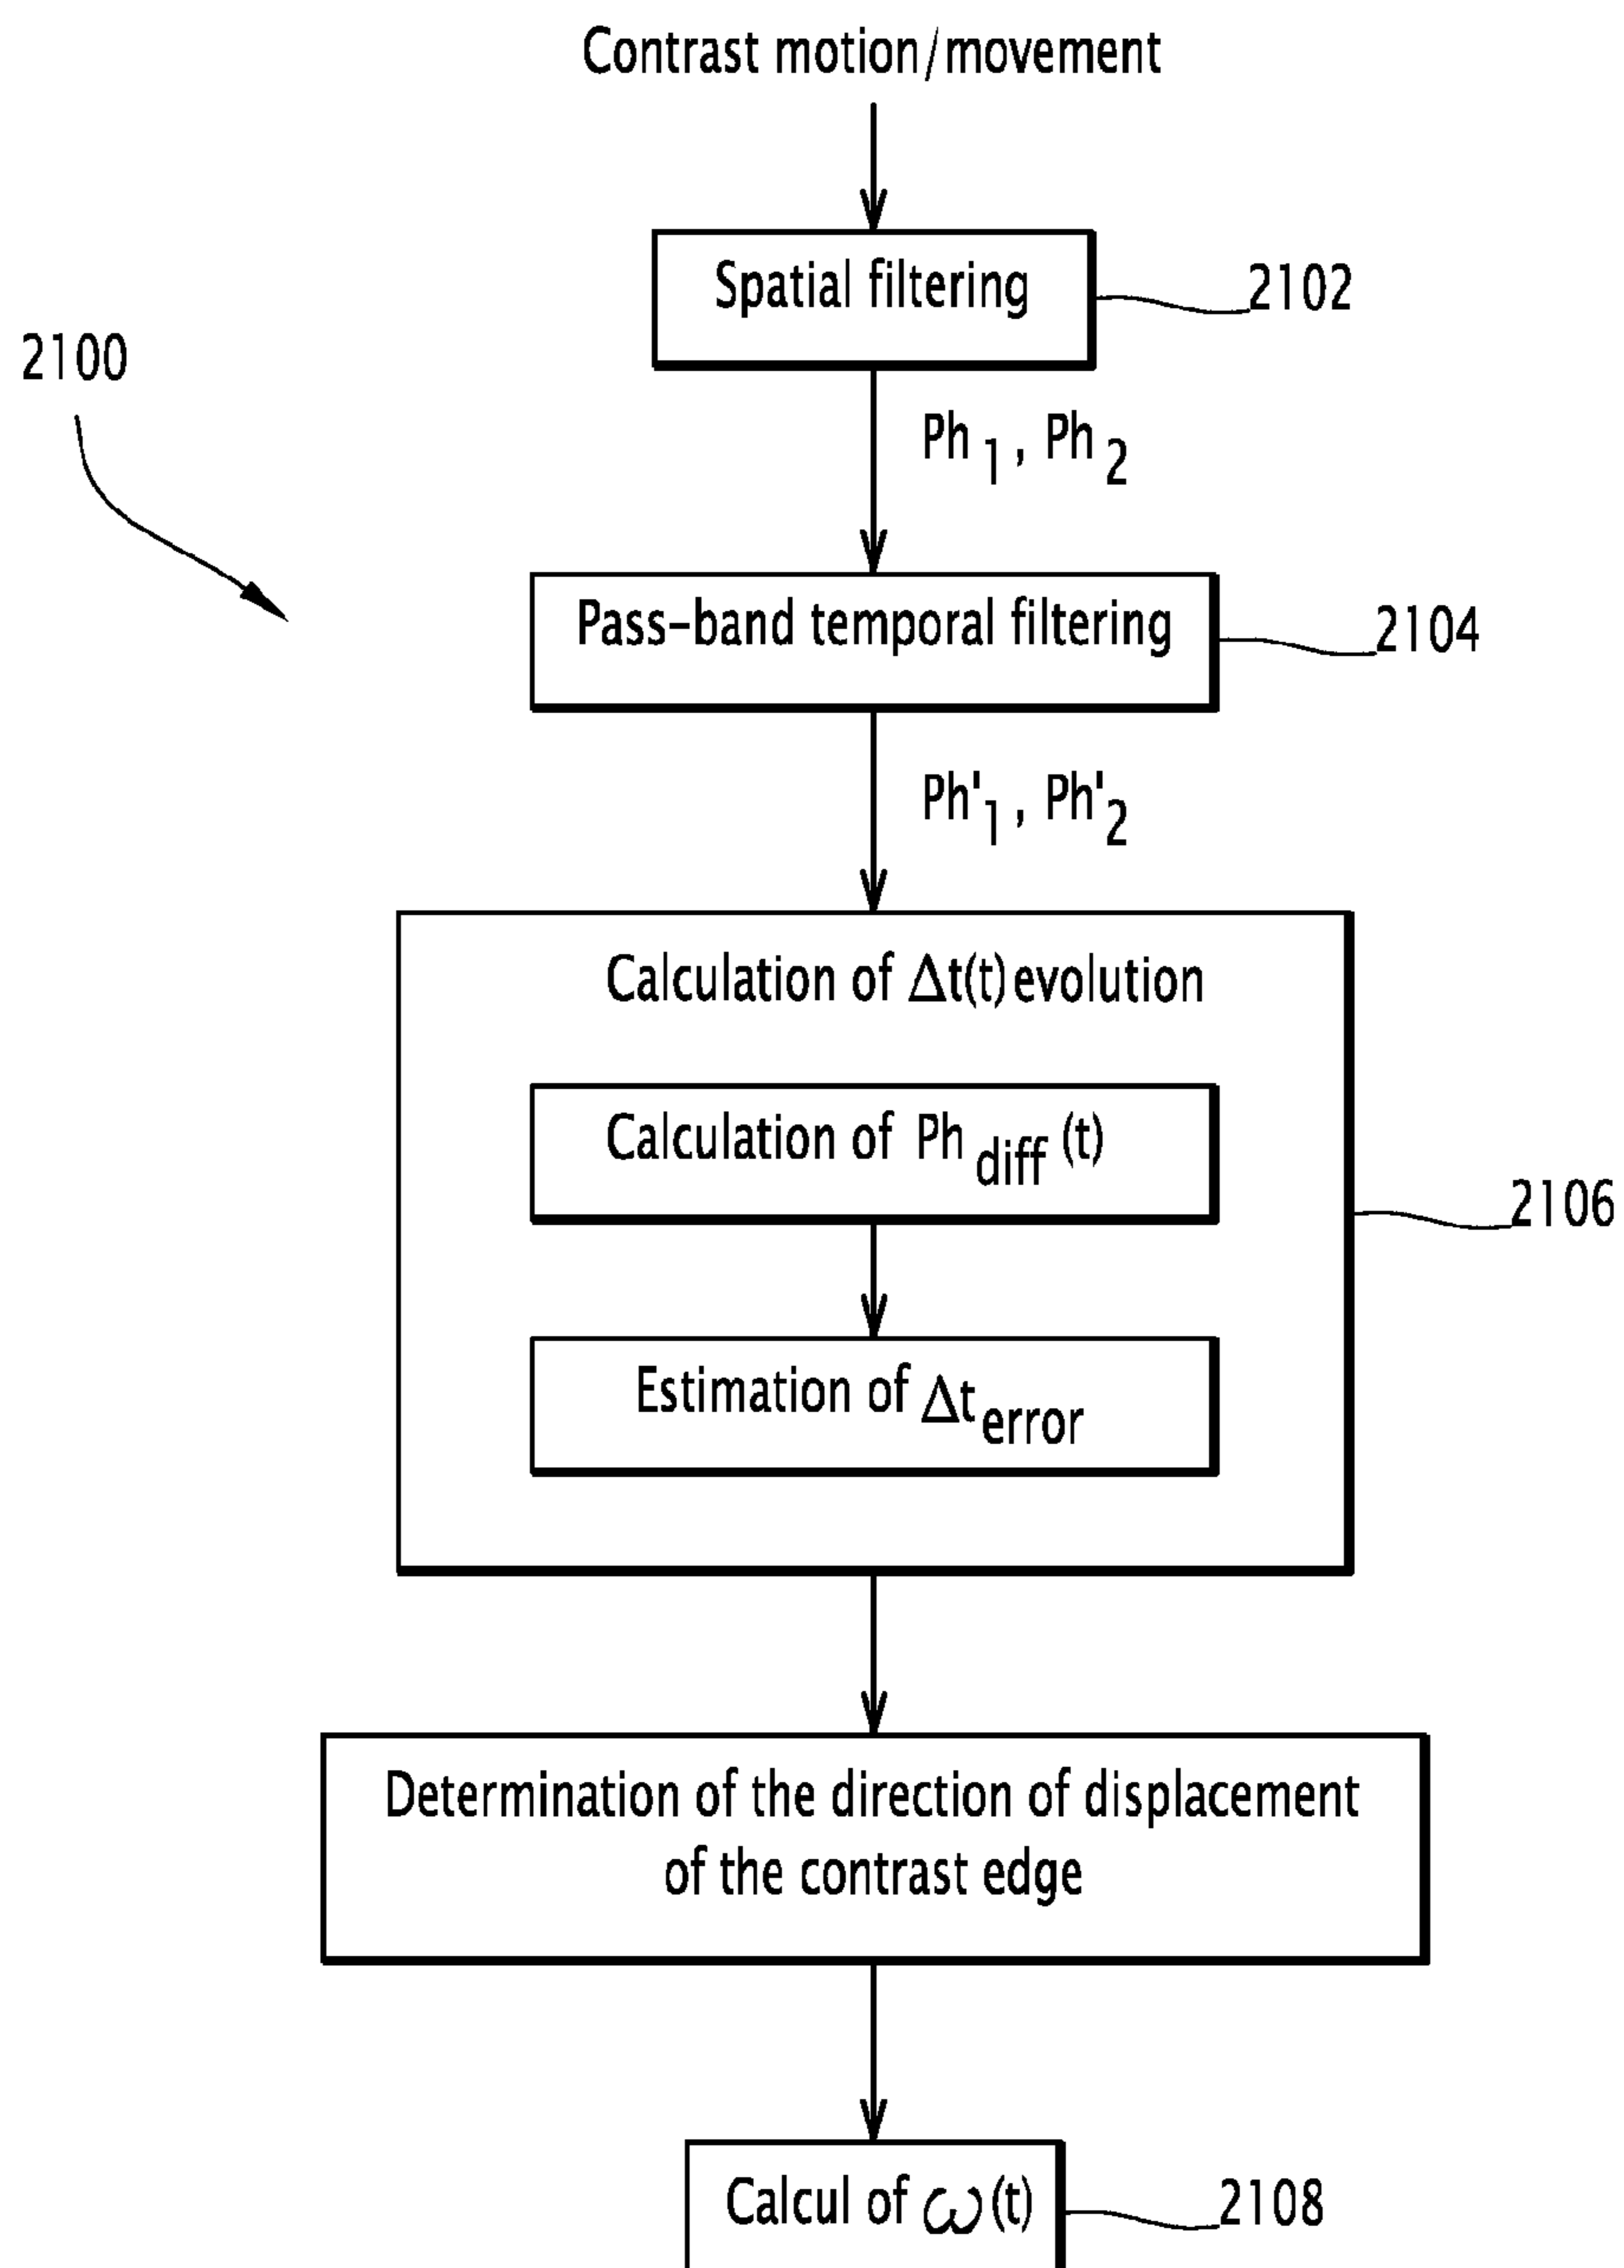 Contrast motion/movement
Spatial filtering
2102
2100
Ph 1 , Ph 2
Pass-band temporal filtering
2104
Ph'1 , Ph'2
Calculation of Δt(t) evolution
Calculation of Ph diff (t)
2106
Estimation of Δt error
Determination of the direction of displacement
of the contrast edge
Calcul of ω(t)
2108